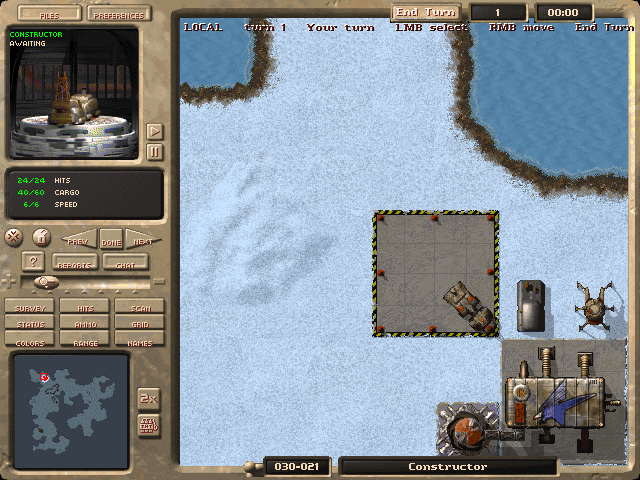 FILES PREFERENCES End Turn 1 00:00
LOCAL turn 1 Your turn LMB select RMB move End Turn
CONSTRUCTOR
AWAITING
24/24 HITS
40/60 CARGO
6/6 SPEED
PREV DONE NEXT
? REPORTS CHAT
SURVEY HITS SCAN
STATUS AMMO GRID
COLORS RANGE NAMES
2x
030-021 Constructor